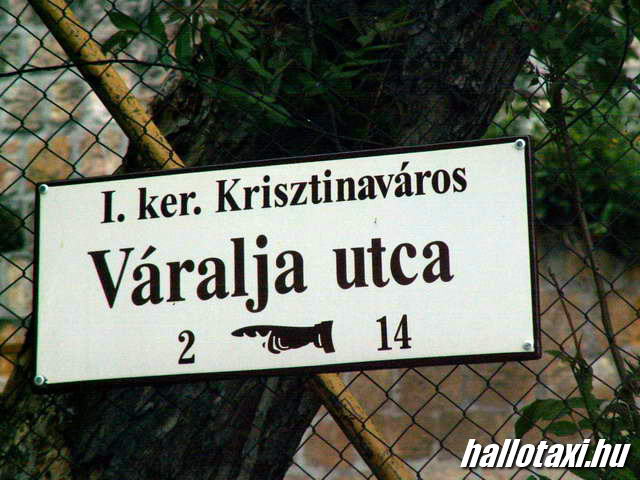 I. ker. Krisztinaváros
Váralja utca
2 14
hallotaxi.hu